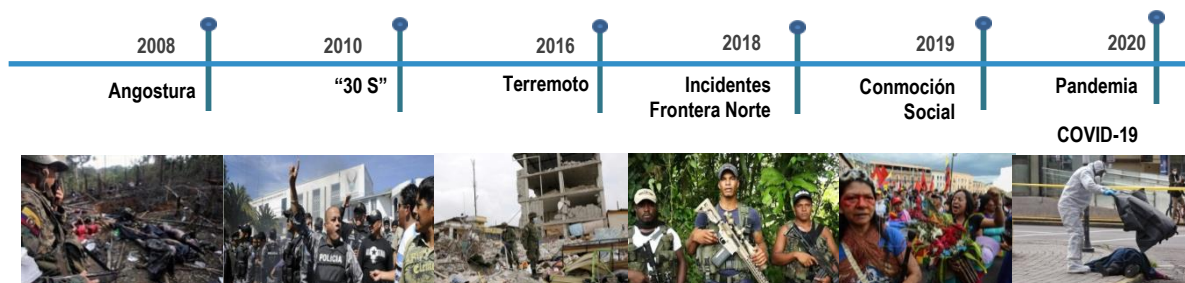 2008
Angostura
2010
“30 S”
2016
Terremoto
2018
Incidentes
Frontera Norte
2019
Conmoción
Social
2020
Pandemia
COVID-19
POLICIA